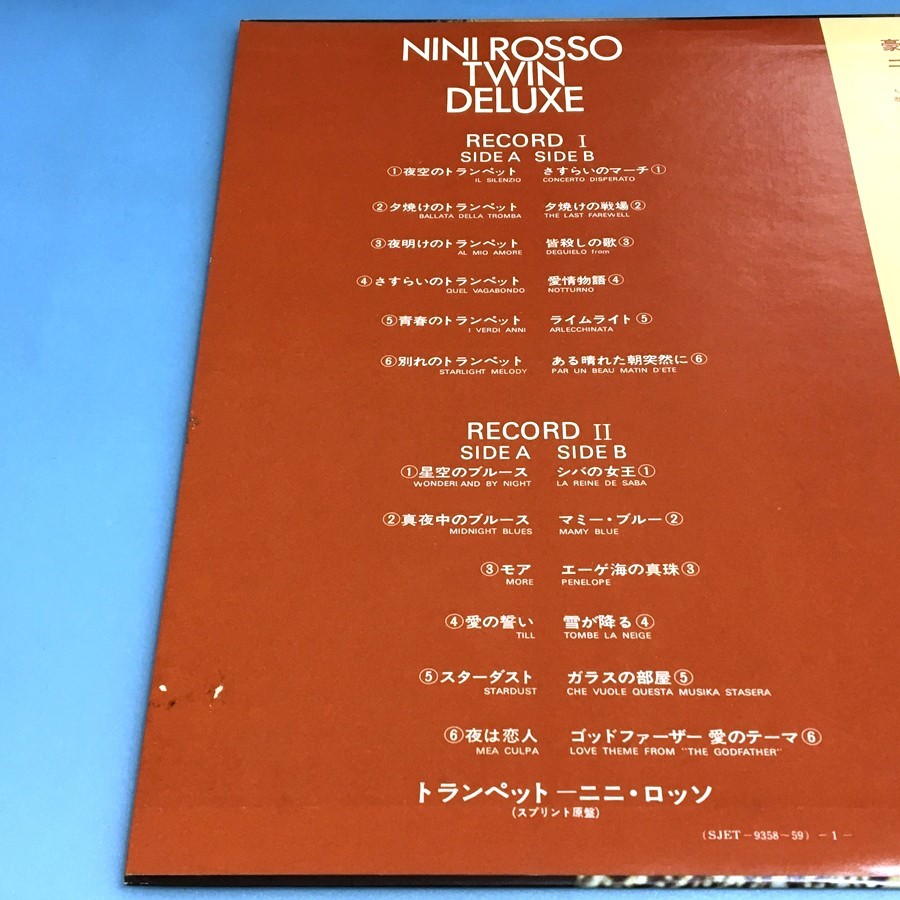 NINI ROSSO
TWIN
DELUXE
RECORD I
SIDE A SIDE B
①夜空のトランペット さすらいのマーチ①
IL SILENZIO CONCERTO DISPERATO
②夕焼けのトランペット 夕焼けの戦場②
BALLATA DELLA TROMBA THE LAST FAREWELL
③夜明けのトランペット 皆殺しの歌③
AL MIO AMORE DEGUIELO from
④さすらいのトランペット 愛情物語④
QUEL VAGABONDO NOTTURNO
⑤青春のトランペット ライムライト⑤
I VERDI ANNI ARLECCHINATA
⑥別れのトランペット ある晴れた朝突然に⑥
STARLIGHT MELODY PAR UN BEAU MATIN D'ETE
RECORD II
SIDE A SIDE B
①星空のブルース シバの女王①
WONDERLAND BY NIGHT LA REINE DE SABA
②真夜中のブルース マミー・ブルー②
MIDNIGHT BLUES MAMY BLUE
③モア エーゲ海の真珠③
MORE PENELOPE
④愛の誓い 雪が降る④
TILL TOMBE LA NEIGE
⑤スターダスト ガラスの部屋⑤
STARDUST CHE VUOLE QUESTA MUSIKA STASERA
⑥夜は恋人 ゴッドファーザー 愛のテーマ⑥
MEA CULPA LOVE THEME FROM "THE GODFATHER"
トランペット―ニニ・ロッソ
(スプリント原盤)
(SJET-9358~59) -1-